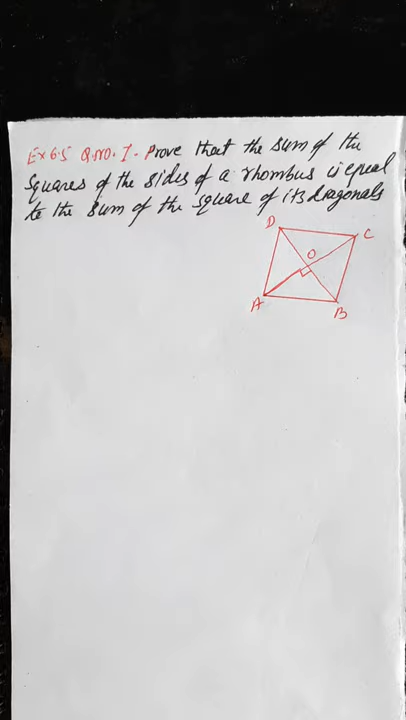 Ex 6.5 Q.NO. 7. Prove that the sum of the
squares of the sides of a rhombus is equal
to the sum of the square of its diagonals
D
C
O
A
B